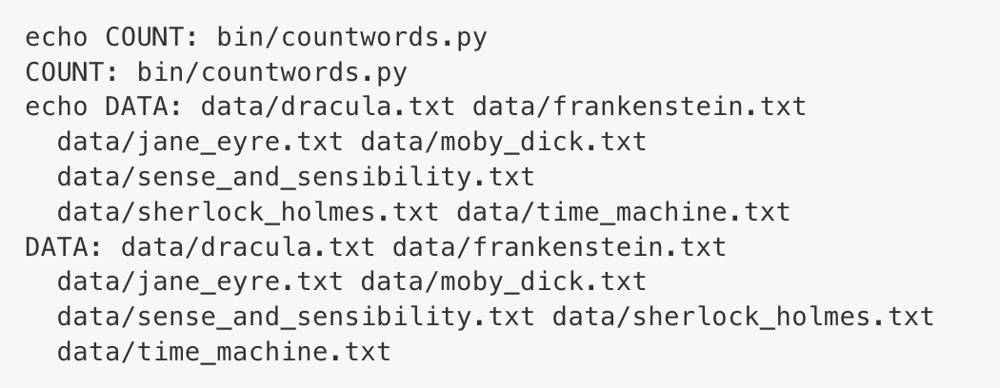 echo COUNT: bin/countwords.py
COUNT: bin/countwords.py
echo DATA: data/dracula.txt data/frankenstein.txt
  data/jane_eyre.txt data/moby_dick.txt
  data/sense_and_sensibility.txt
  data/sherlock_holmes.txt data/time_machine.txt
DATA: data/dracula.txt data/frankenstein.txt
  data/jane_eyre.txt data/moby_dick.txt
  data/sense_and_sensibility.txt data/sherlock_holmes.txt
  data/time_machine.txt